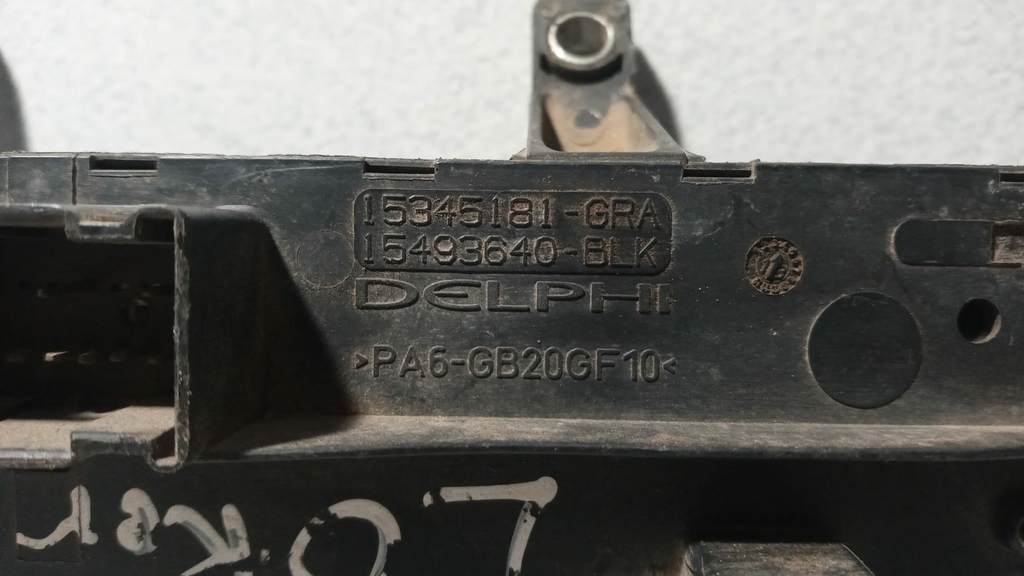 15345181-GRA
15493640-BLK
DELPHI
>PA6-GB20GF10<